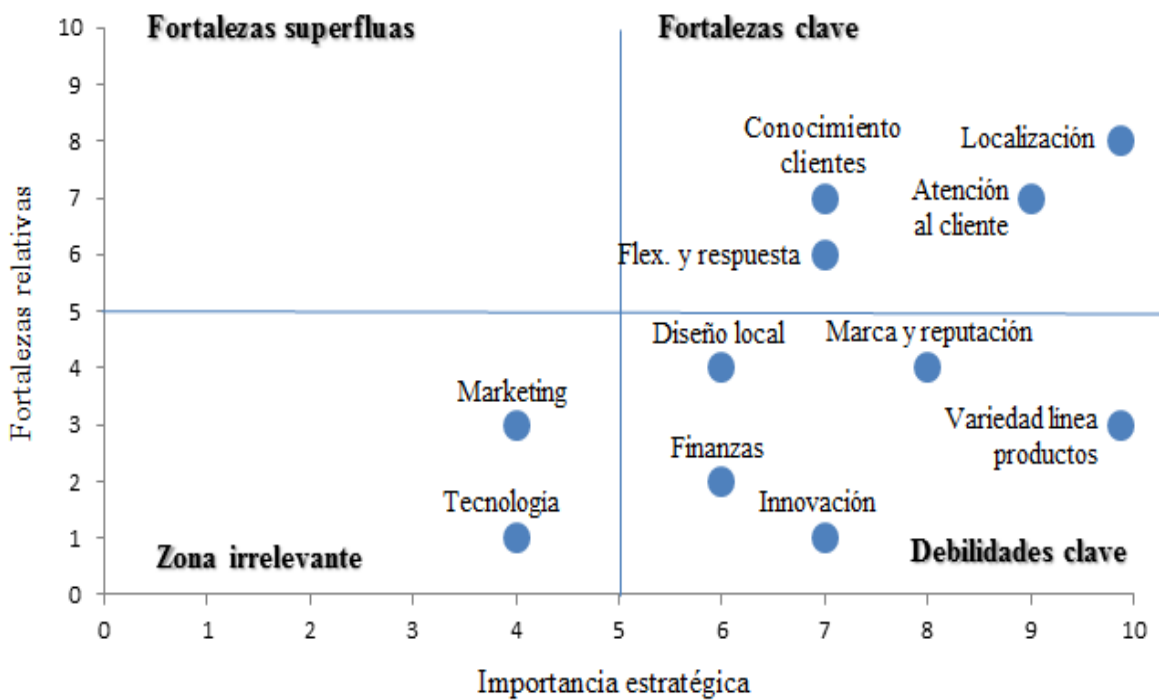 Fortalezas superfluas
Fortalezas clave
10
9
8
7
6
5
4
3
2
1
0
Fortalezas relativas
Conocimiento
clientes
Localización
Atención
al cliente
Flex. y respuesta
Diseño local
Marca y reputación
Marketing
Variedad línea
productos
Finanzas
Tecnología
Innovación
Zona irrelevante
Debilidades clave
0 1 2 3 4 5 6 7 8 9 10
Importancia estratégica